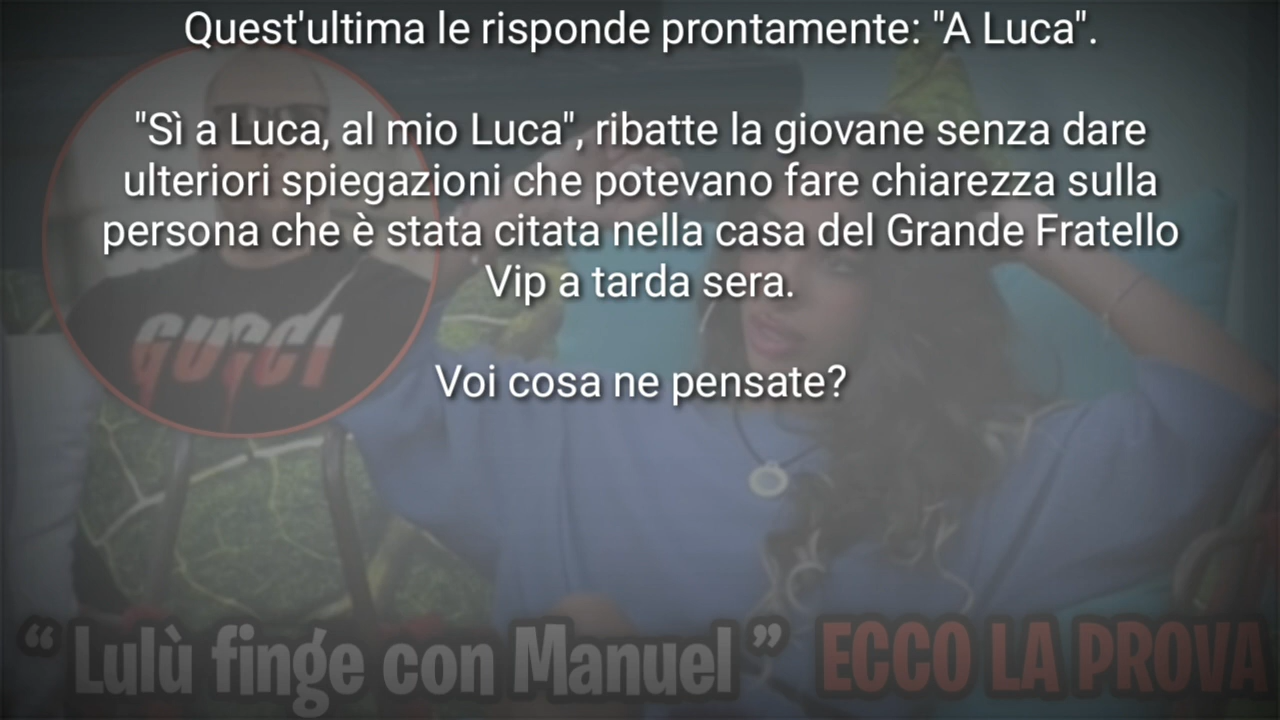 Quest'ultima le risponde prontamente: "A Luca".
"Sì a Luca, al mio Luca", ribatte la giovane senza dare
ulteriori spiegazioni che potevano fare chiarezza sulla
persona che è stata citata nella casa del Grande Fratello
Vip a tarda sera.
Voi cosa ne pensate?
GUCCI
“ Lulù finge con Manuel ” ECCO LA PROVA